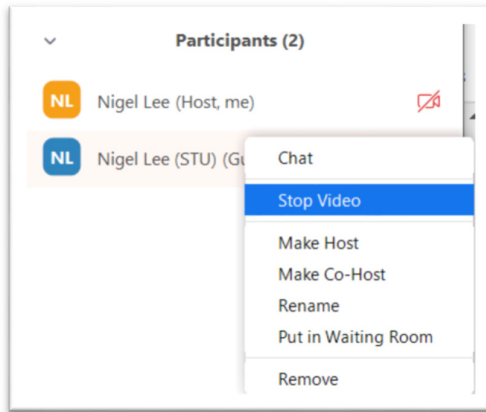 Participants (2)
NL Nigel Lee (Host, me)
NL Nigel Lee (STU) (Gu
Chat
Stop Video
Make Host
Make Co-Host
Rename
Put in Waiting Room
Remove